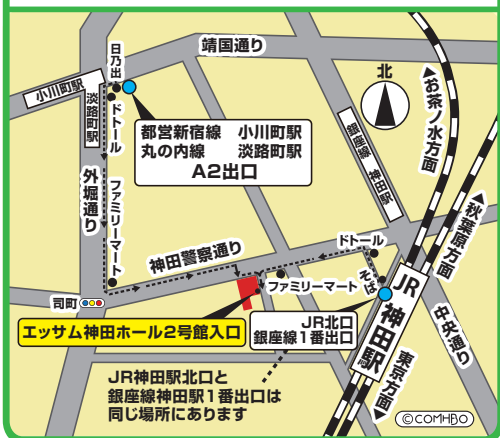 靖国通り
日乃出
小川町駅
淡路町駅
ドトール
北
▲お茶ノ水方面
都営新宿線　小川町駅
丸の内線　淡路町駅
A2出口
銀座線　神田駅
外堀通り
ファミリーマート
▲秋葉原方面
神田警察通り
ドトール
そば
ファミリーマート
司町
JR 神田駅
エッサム神田ホール2号館入口
JR北口
銀座線1番出口
中央通り
東京方面▶
JR神田駅北口と
銀座線神田駅1番出口は
同じ場所にあります
©COMHBO